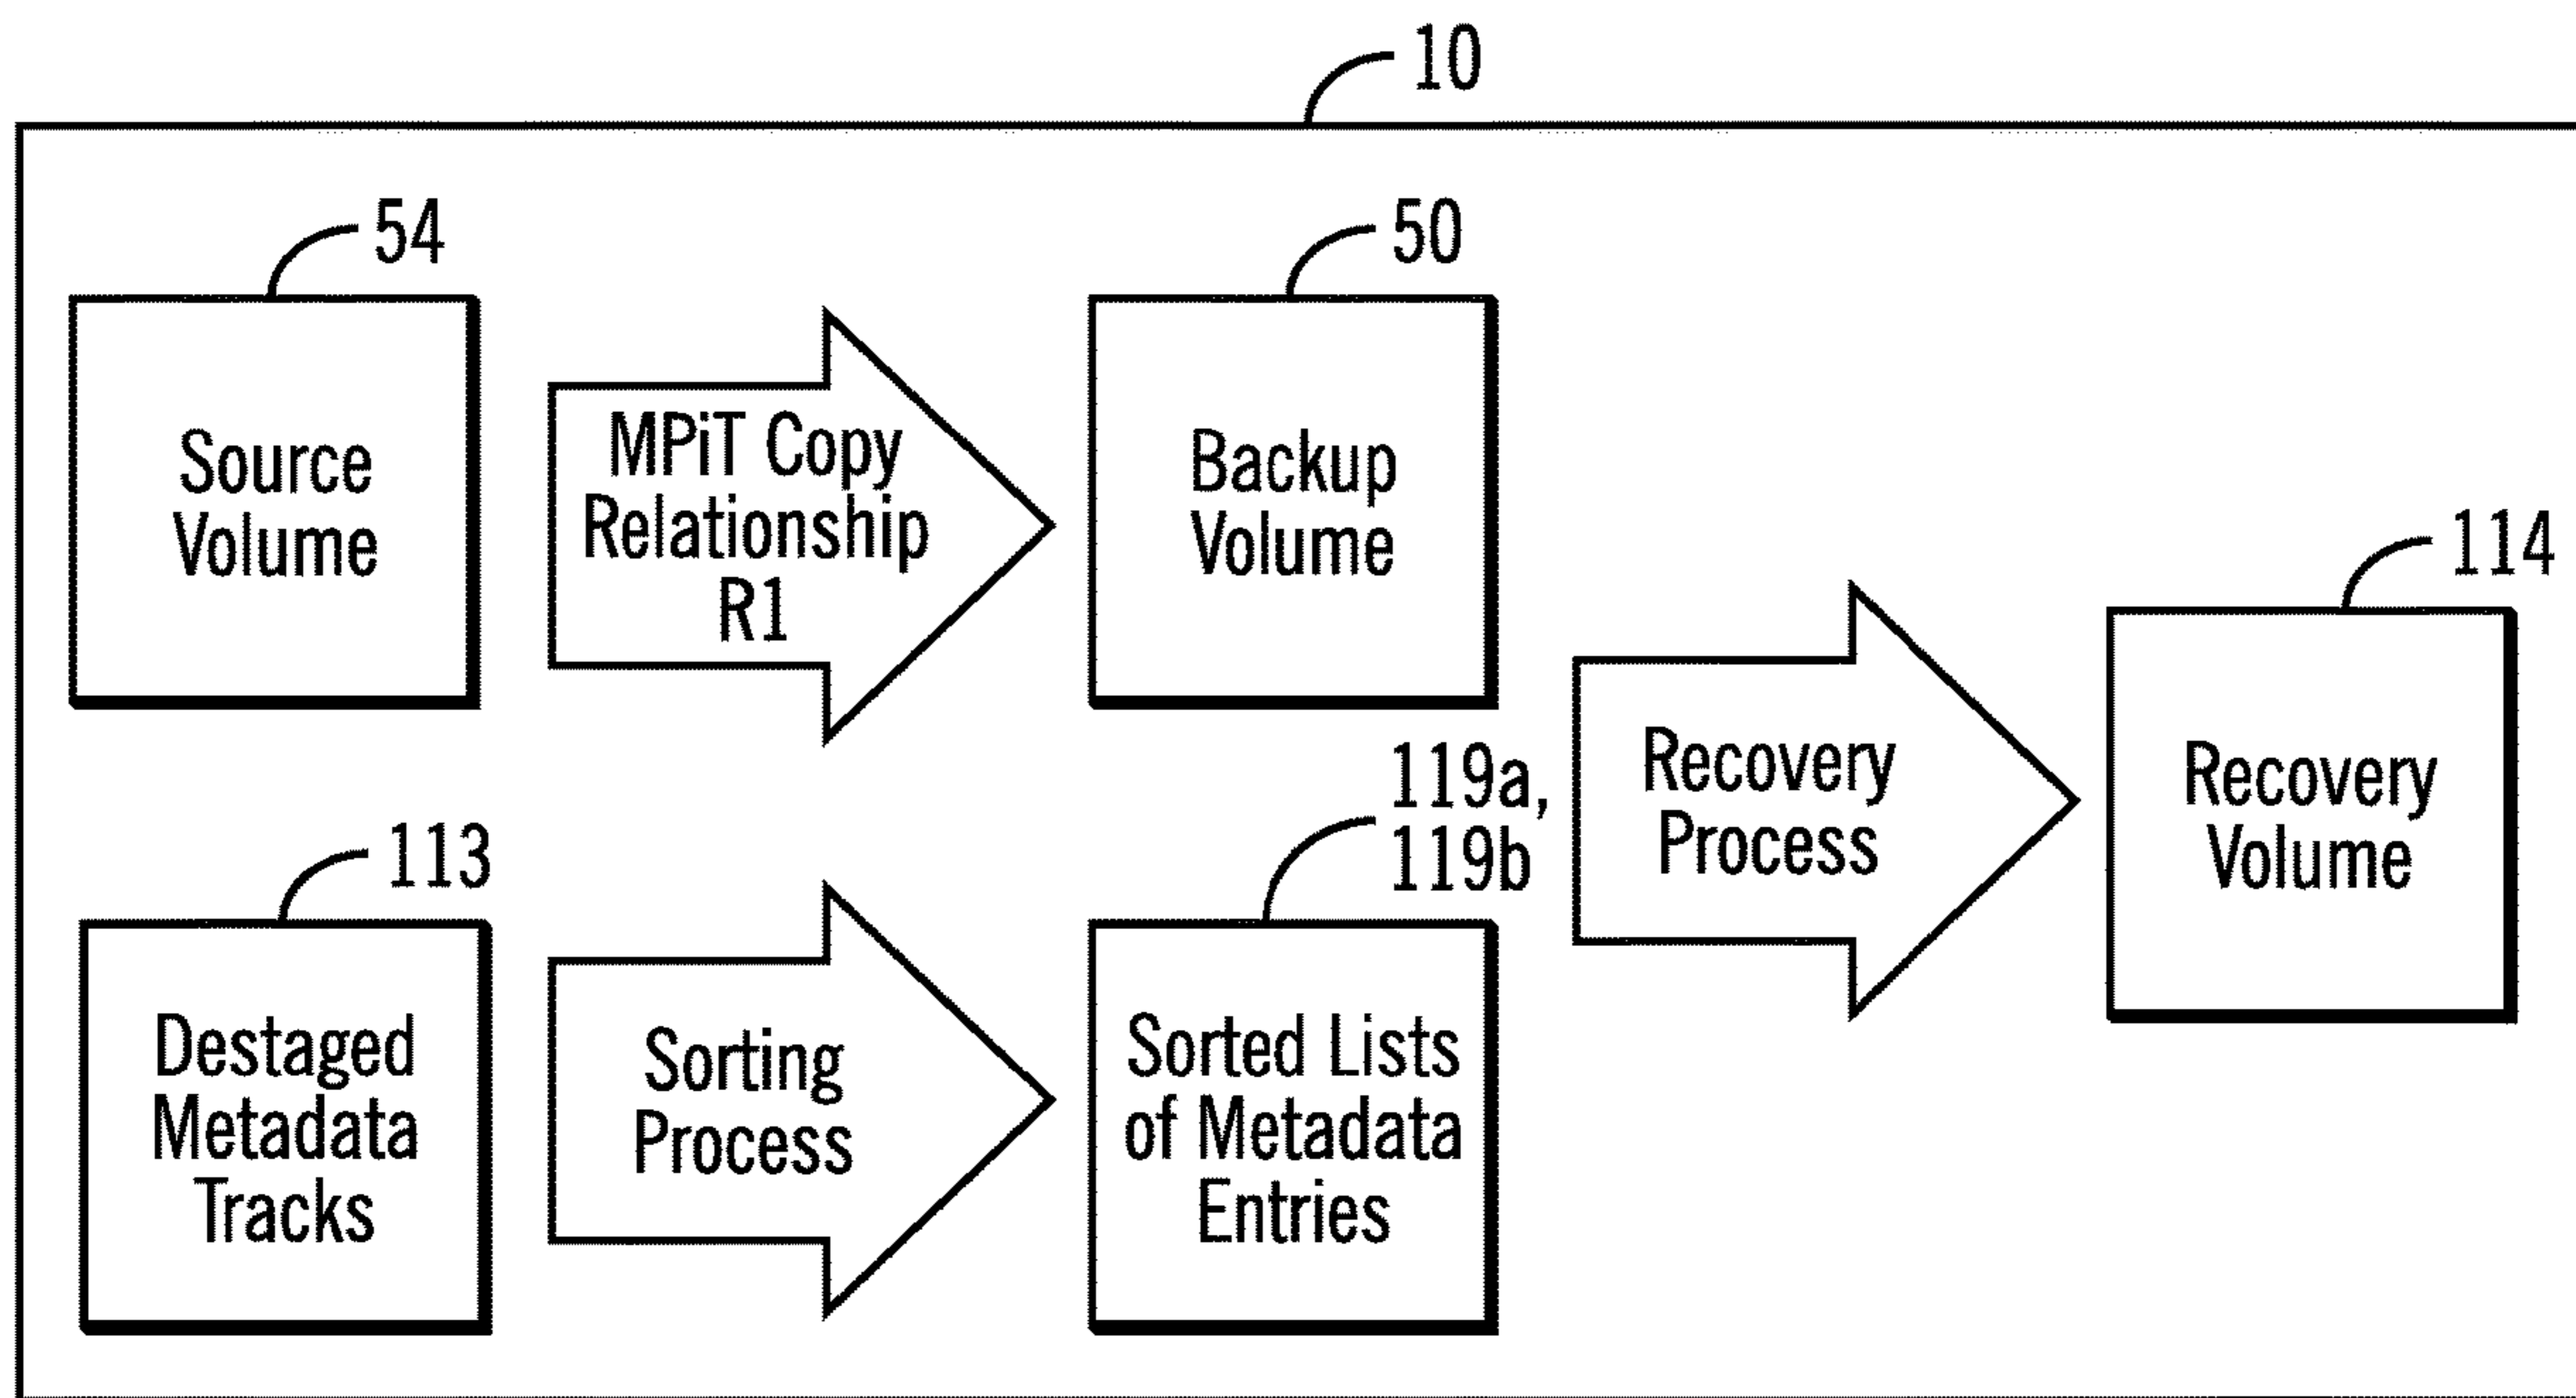 10
54
50
Source
Volume
MPiT Copy
Relationship
R1
Backup
Volume
114
Recovery
Process
Recovery
Volume
113
119a,
119b
Destaged
Metadata
Tracks
Sorting
Process
Sorted Lists
of Metadata
Entries